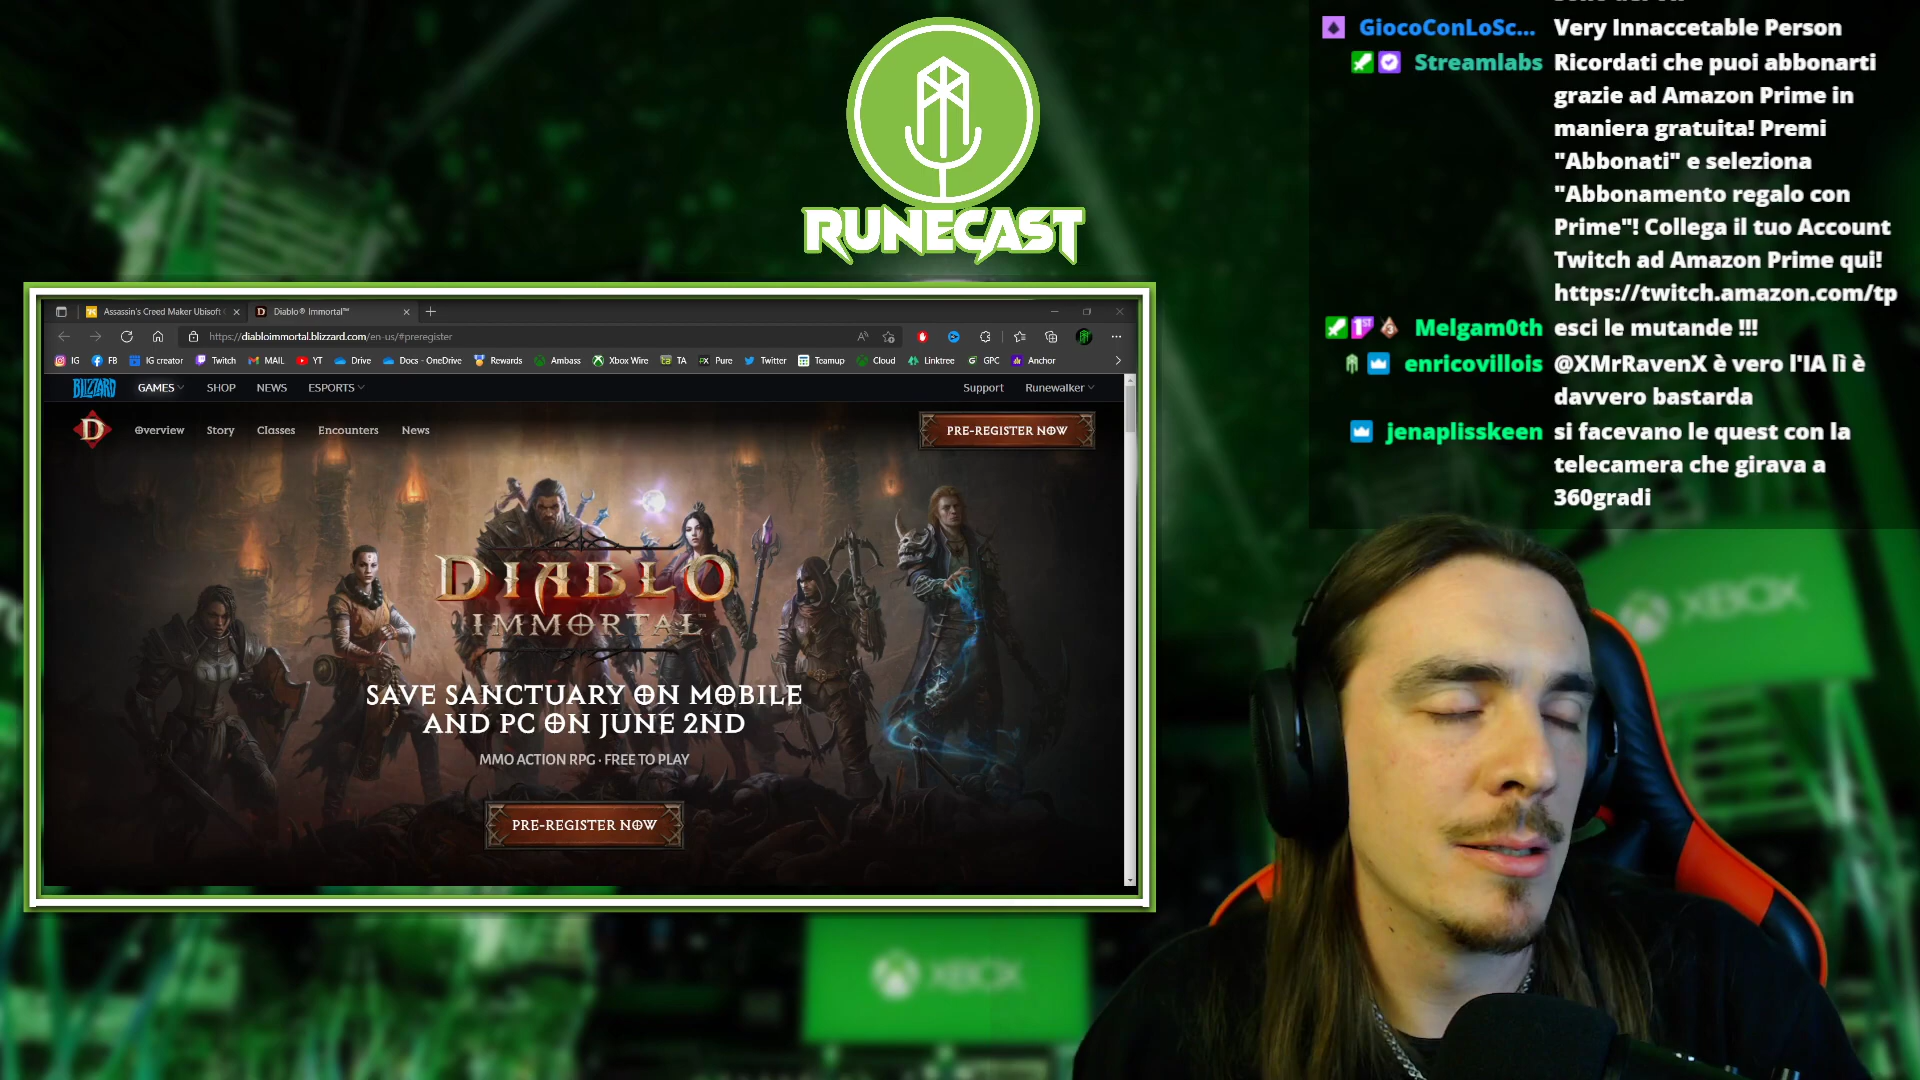 RUNECAST
Assassin's Creed Maker Ubisoft
Diablo® Immortal™
https://diabloimmortal.blizzard.com/en-us/#preregister
IG
FB
IG creator
Twitch
MAIL
YT
Drive
Docs - OneDrive
Rewards
Ambass
Xbox Wire
TA
Pure
Twitter
Teamup
Cloud
Linktree
GPC
Anchor
BLIZZARD
GAMES
SHOP
NEWS
ESPORTS
Support
Runewalker
D
Overview
Story
Classes
Encounters
News
PRE-REGISTER NOW
DIABLO
IMMORTAL
SAVE SANCTUARY ON MOBILE
AND PC ON JUNE 2ND
MMO ACTION RPG · FREE TO PLAY
PRE-REGISTER NOW
GiocoConLoSc... Very Innaccetable Person
Streamlabs Ricordati che puoi abbonarti
grazie ad Amazon Prime in
maniera gratuita! Premi
"Abbonati" e seleziona
"Abbonamento regalo con
Prime"! Collega il tuo Account
Twitch ad Amazon Prime qui!
https://twitch.amazon.com/tp
Melgam0th esci le mutande !!!
enricovillois @XMrRavenX è vero l'IA lì è
davvero bastarda
jenaplisskeen si facevano le quest con la
telecamera che girava a
360gradi
XBOX
XBOX